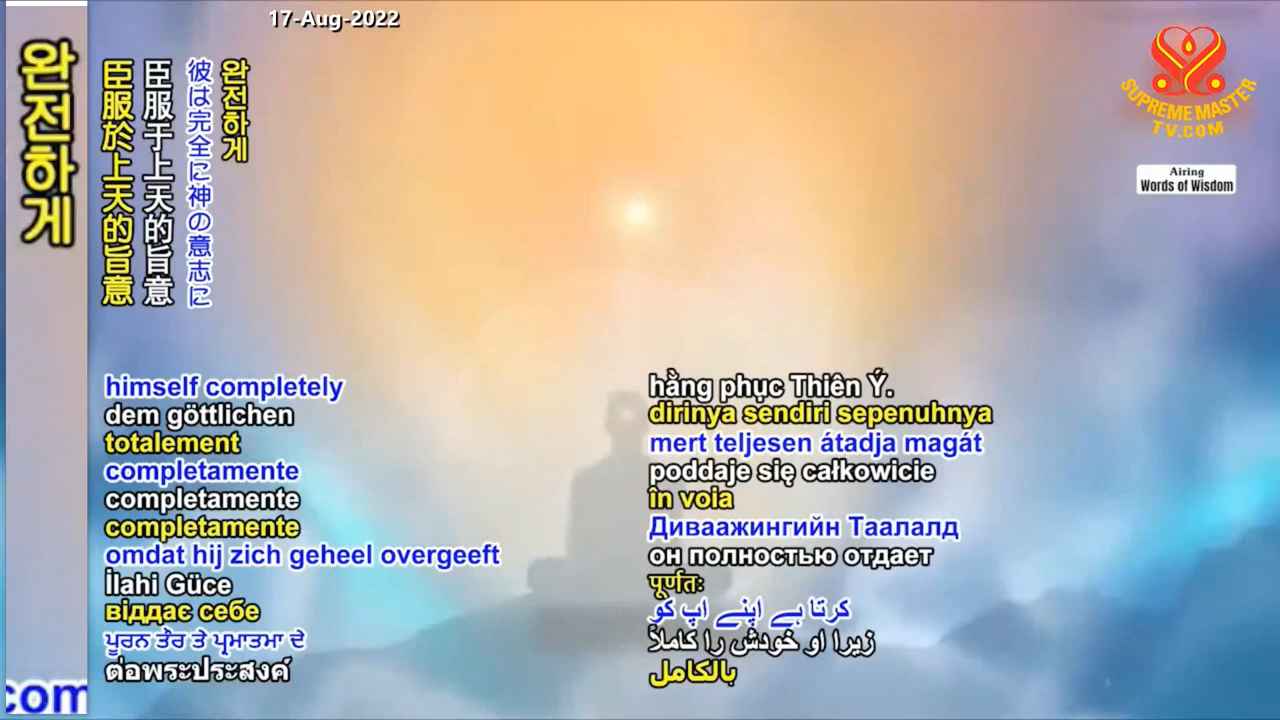 17-Aug-2022
완전하게
臣服於上天的旨意
臣服于上天的旨意
彼は完全に神の意志に
완전하게
SUPREME MASTER
TV.COM
Airing
Words of Wisdom
himself completely
dem göttlichen
totalement
completamente
completamente
completamente
omdat hij zich geheel overgeeft
İlahi Güce
віддає себе
ਪੂਰਨ ਤੌਰ ਤੇ ਪ੍ਰਮਾਤਮਾ ਦੇ
ต่อพระประสงค์
hằng phục Thiên Ý.
dirinya sendiri sepenuhnya
mert teljesen átadja magát
poddaje się całkowicie
în voia
Диваажингийн Таалалд
он полностью отдает
पूर्णतः
کرتا ہے اپنے آپ کو
زیرا او خودش را کاملاً
بالكامل
com